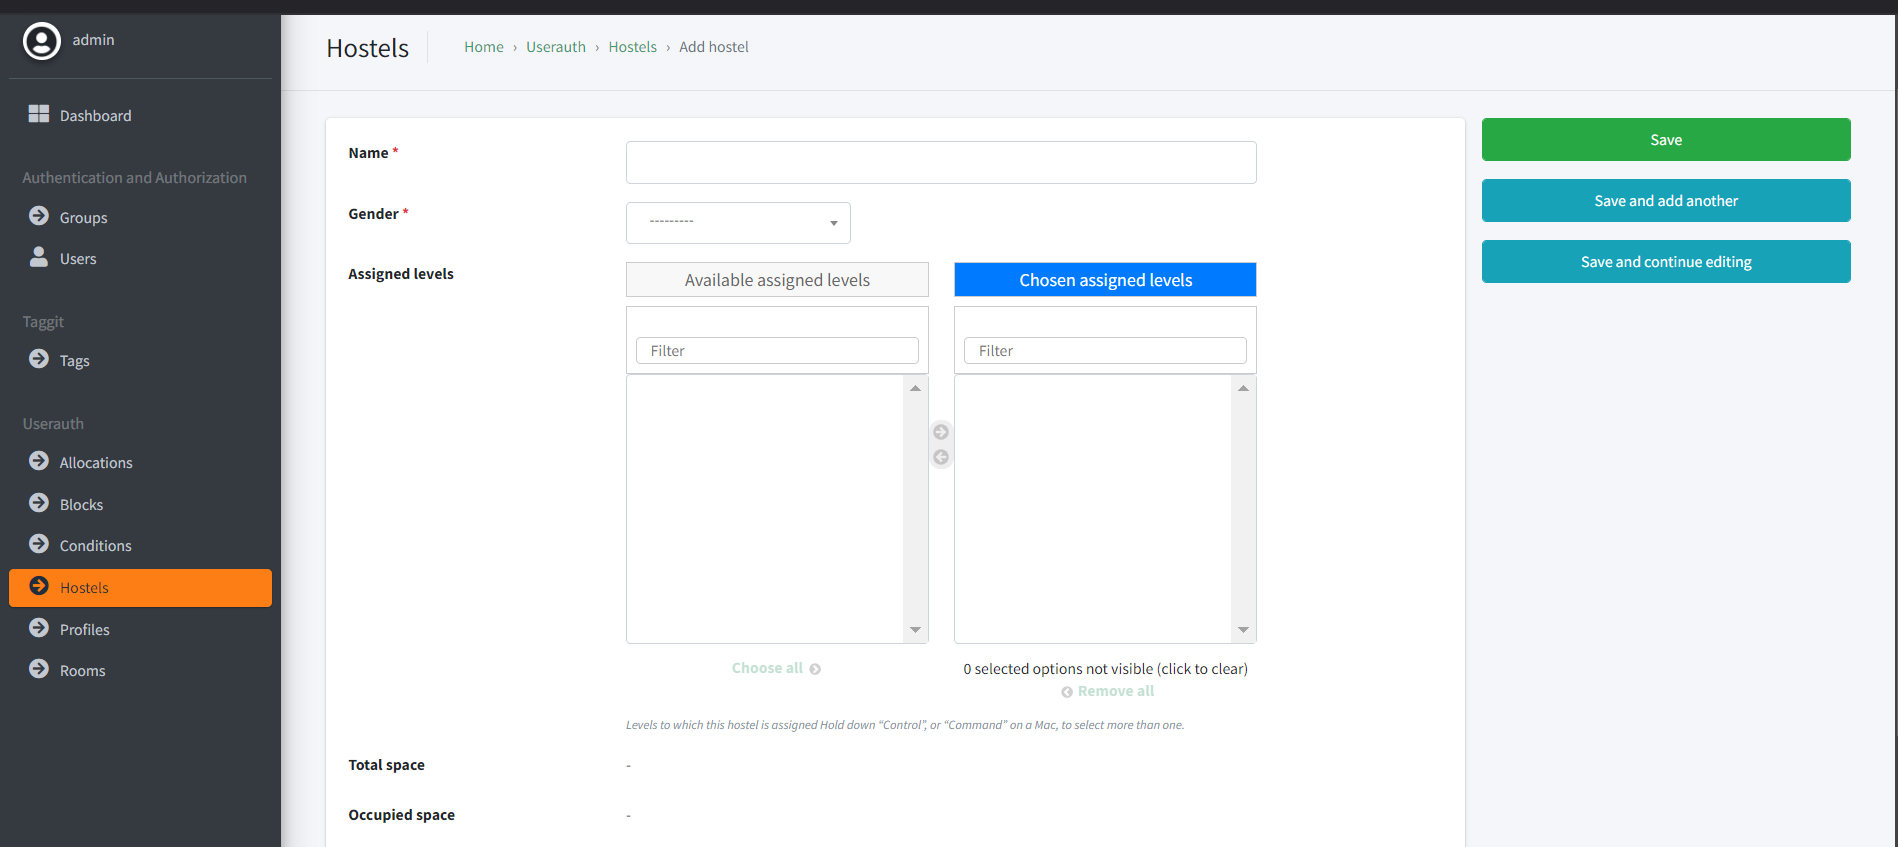 admin
Dashboard
Authentication and Authorization
Groups
Users
Taggit
Tags
Userauth
Allocations
Blocks
Conditions
Hostels
Profiles
Rooms
Hostels
Home › Userauth › Hostels › Add hostel
Name *
Gender *
---------
Assigned levels
Available assigned levels
Filter
Choose all
Chosen assigned levels
Filter
0 selected options not visible (click to clear)
Remove all
Levels to which this hostel is assigned Hold down “Control”, or “Command” on a Mac, to select more than one.
Total space
-
Occupied space
-
Save
Save and add another
Save and continue editing